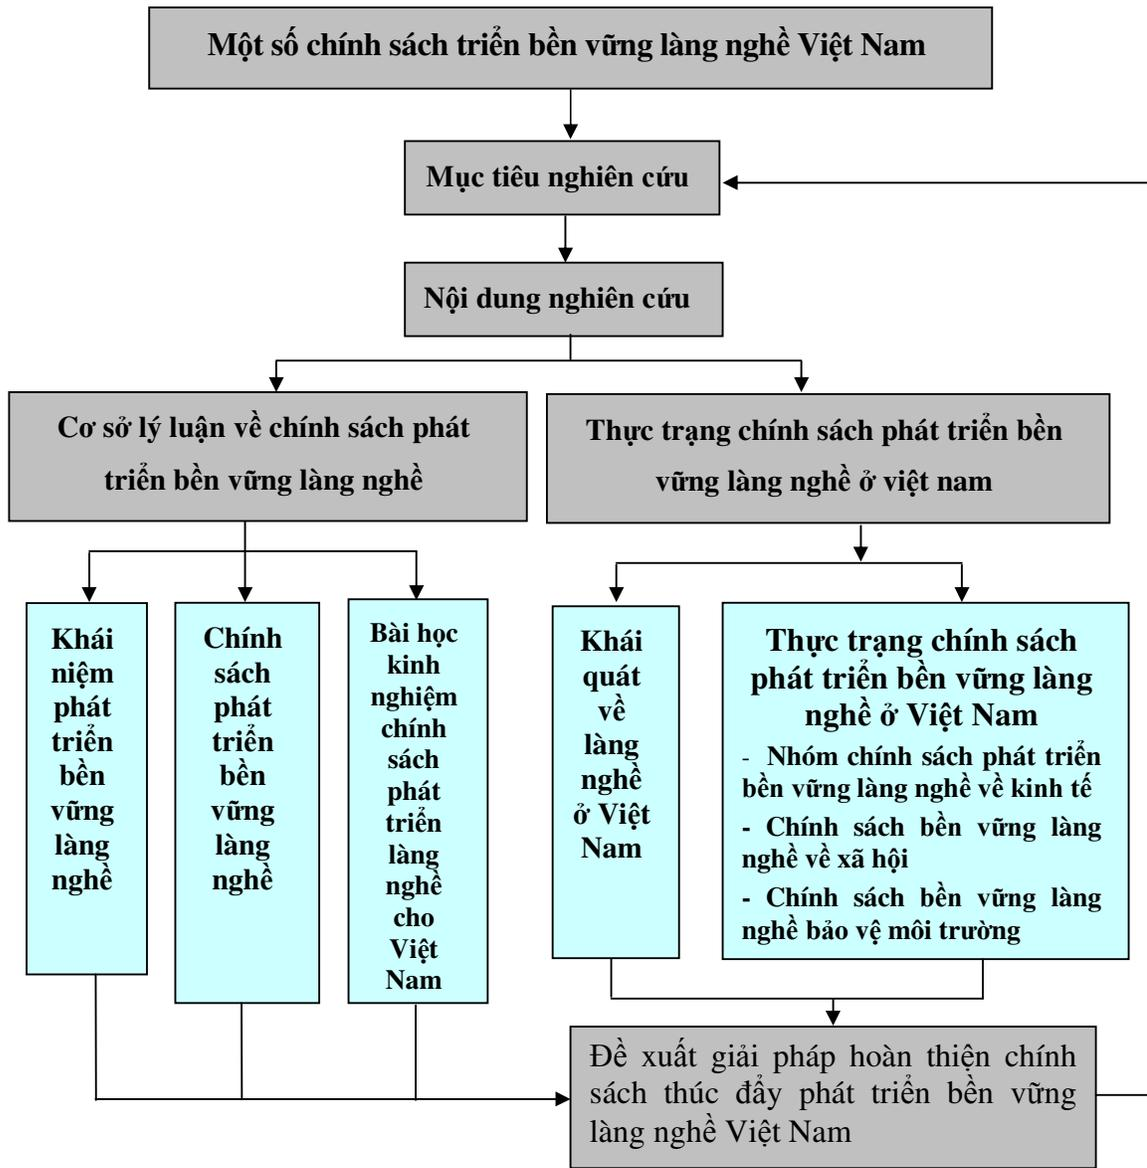 Một số chính sách triển bền vững làng nghề Việt Nam
Mục tiêu nghiên cứu
Nội dung nghiên cứu
Cơ sở lý luận về chính sách phát
triển bền vững làng nghề
Thực trạng chính sách phát triển bền
vững làng nghề ở việt nam
Khái
niệm
phát
triển
bền
vững
làng
nghề
Chính
sách
phát
triển
bền
vững
làng
nghề
Bài học
kinh
nghiệm
chính
sách
phát
triển
làng
nghề
cho
Việt
Nam
Khái
quát
về
làng
nghề
ở Việt
Nam
Thực trạng chính sách
phát triển bền vững làng
nghề ở Việt Nam
- Nhóm chính sách phát triển
bền vững làng nghề về kinh tế
- Chính sách bền vững làng
nghề về xã hội
- Chính sách bền vững làng
nghề bảo vệ môi trường
Đề xuất giải pháp hoàn thiện chính
sách thúc đẩy phát triển bền vững
làng nghề Việt Nam